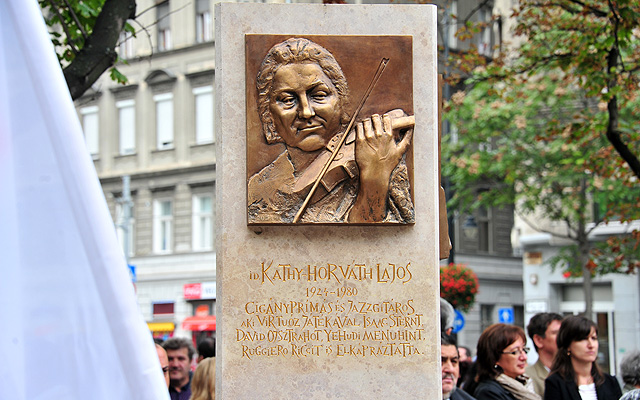 ID. KATHY-HORVÁTH LAJOS
1924-1980
CIGÁNYPRÍMÁS ÉS JAZZGITÁROS
AKI VIRTUÓZ JÁTÉKÁVAL ISAAC STERNT,
DAVID OJSZTRAHOT, YEHUDI MENUHINT,
RUGGIERO RICCIT IS ELKÁPRÁZTATTA.